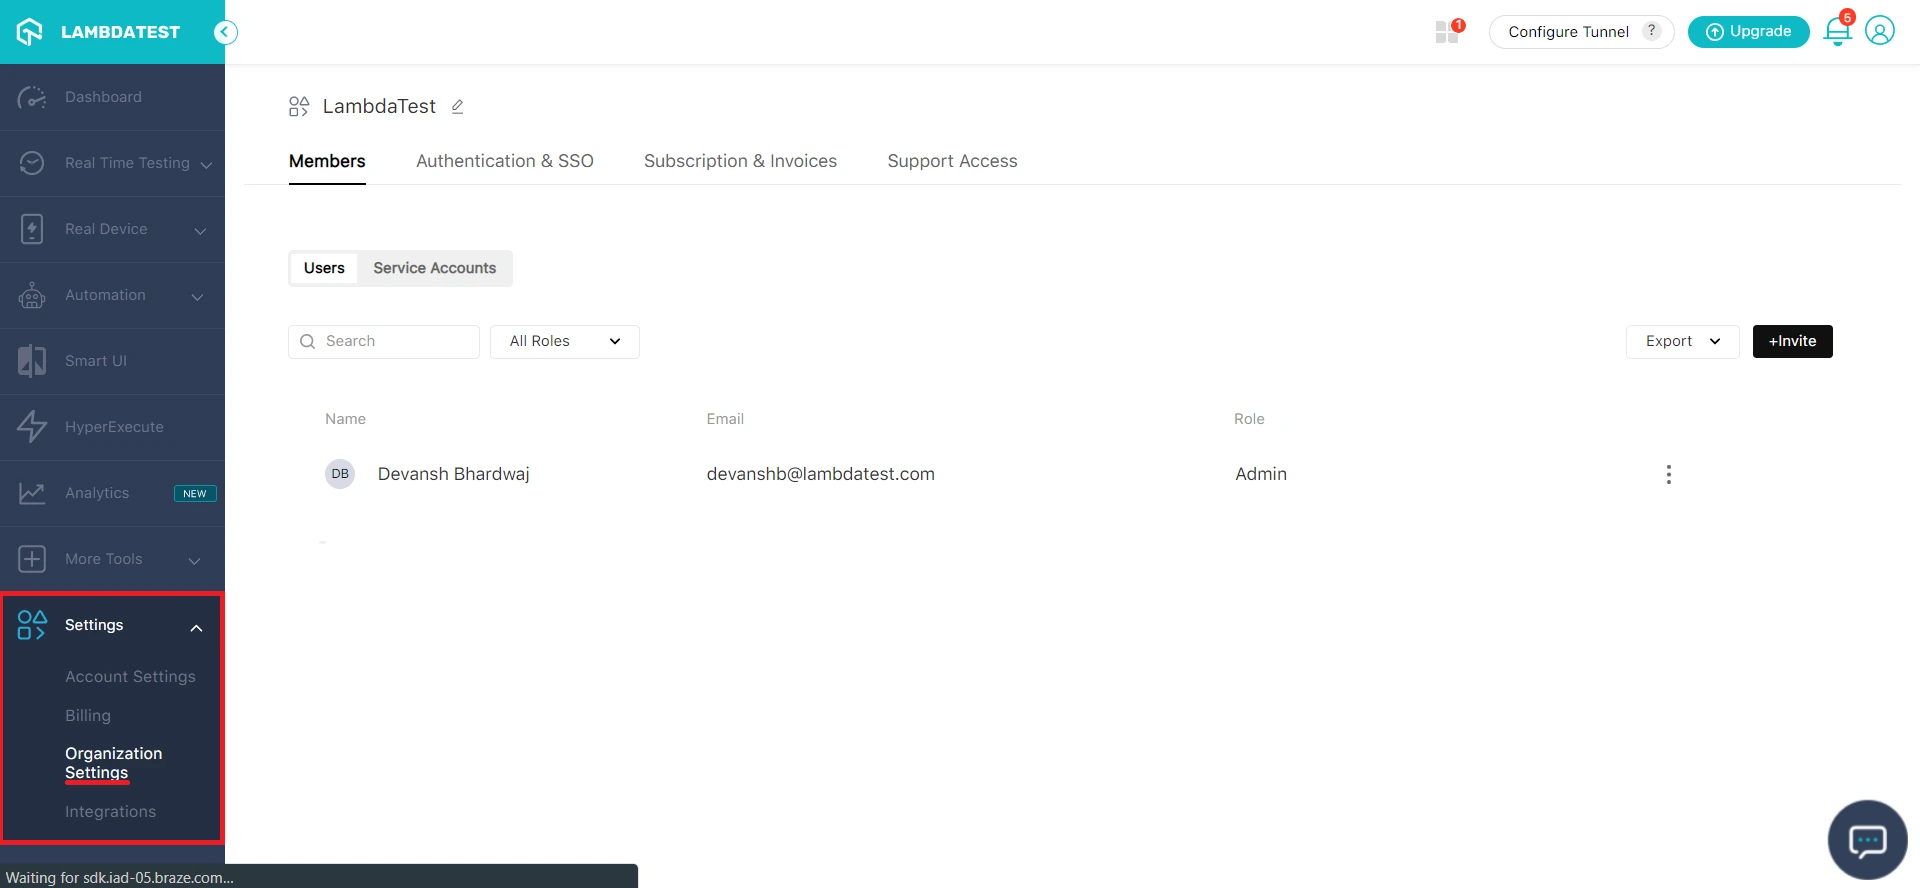 LAMBDATEST
1
Configure Tunnel ?
Upgrade
5
Dashboard
Real Time Testing
Real Device
Automation
Smart UI
HyperExecute
Analytics NEW
More Tools
Settings
Account Settings
Billing
Organization
Settings
Integrations
LambdaTest
Members Authentication & SSO Subscription & Invoices Support Access
Users Service Accounts
Search All Roles Export +Invite
Name Email Role
DB Devansh Bhardwaj devanshb@lambdatest.com Admin
Waiting for sdk.iad-05.braze.com...